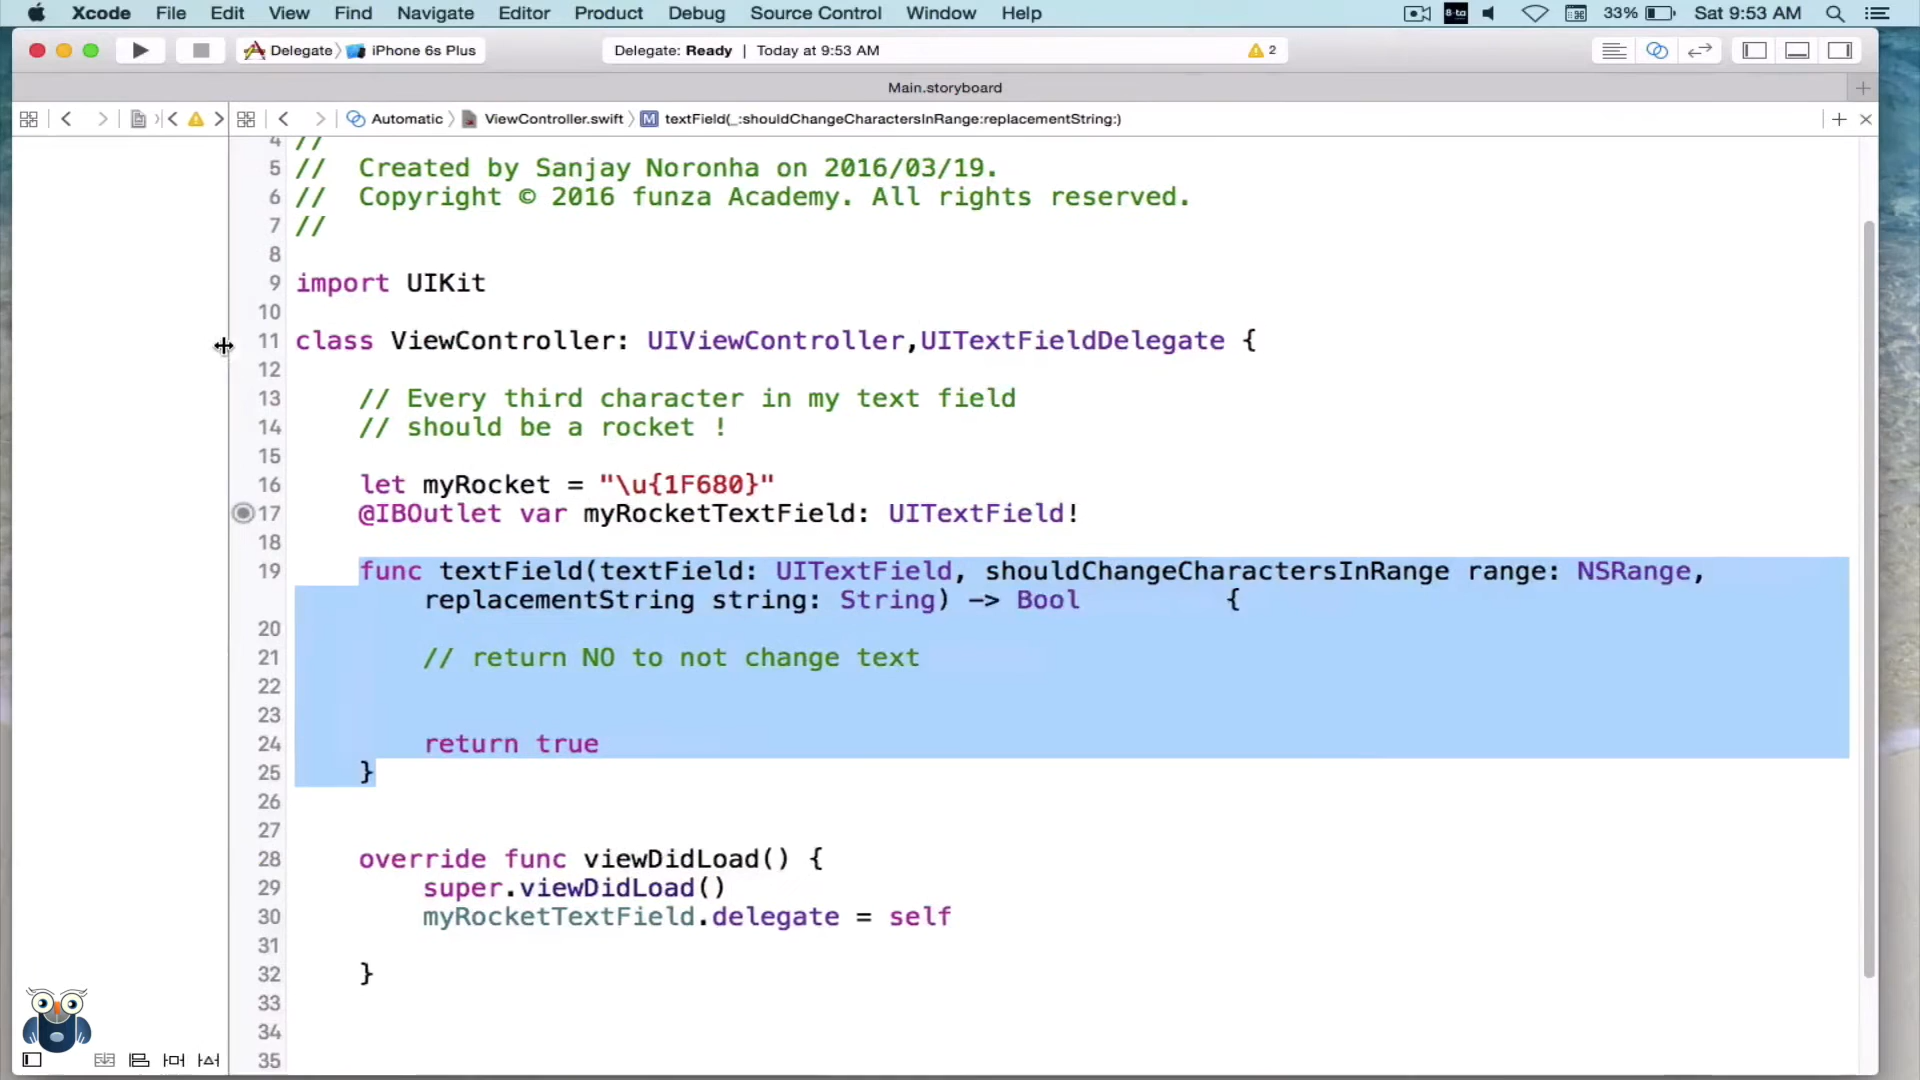 Xcode File Edit View Find Navigate Editor Product Debug Source Control Window Help 33% Sat 9:53 AM
Delegate iPhone 6s Plus Delegate: Ready | Today at 9:53 AM 2
Main.storyboard
Automatic ViewController.swift M textField(_:shouldChangeCharactersInRange:replacementString:)
4 //
5 // Created by Sanjay Noronha on 2016/03/19.
6 // Copyright © 2016 funza Academy. All rights reserved.
7 //
8
9 import UIKit
10
11 class ViewController: UIViewController,UITextFieldDelegate {
12
13 // Every third character in my text field
14 // should be a rocket !
15
16 let myRocket = "\u{1F680}"
17 @IBOutlet var myRocketTextField: UITextField!
18
19 func textField(textField: UITextField, shouldChangeCharactersInRange range: NSRange,
replacementString string: String) -> Bool {
20
21 // return NO to not change text
22
23
24 return true
25 }
26
27
28 override func viewDidLoad() {
29 super.viewDidLoad()
30 myRocketTextField.delegate = self
31
32 }
33
34
35